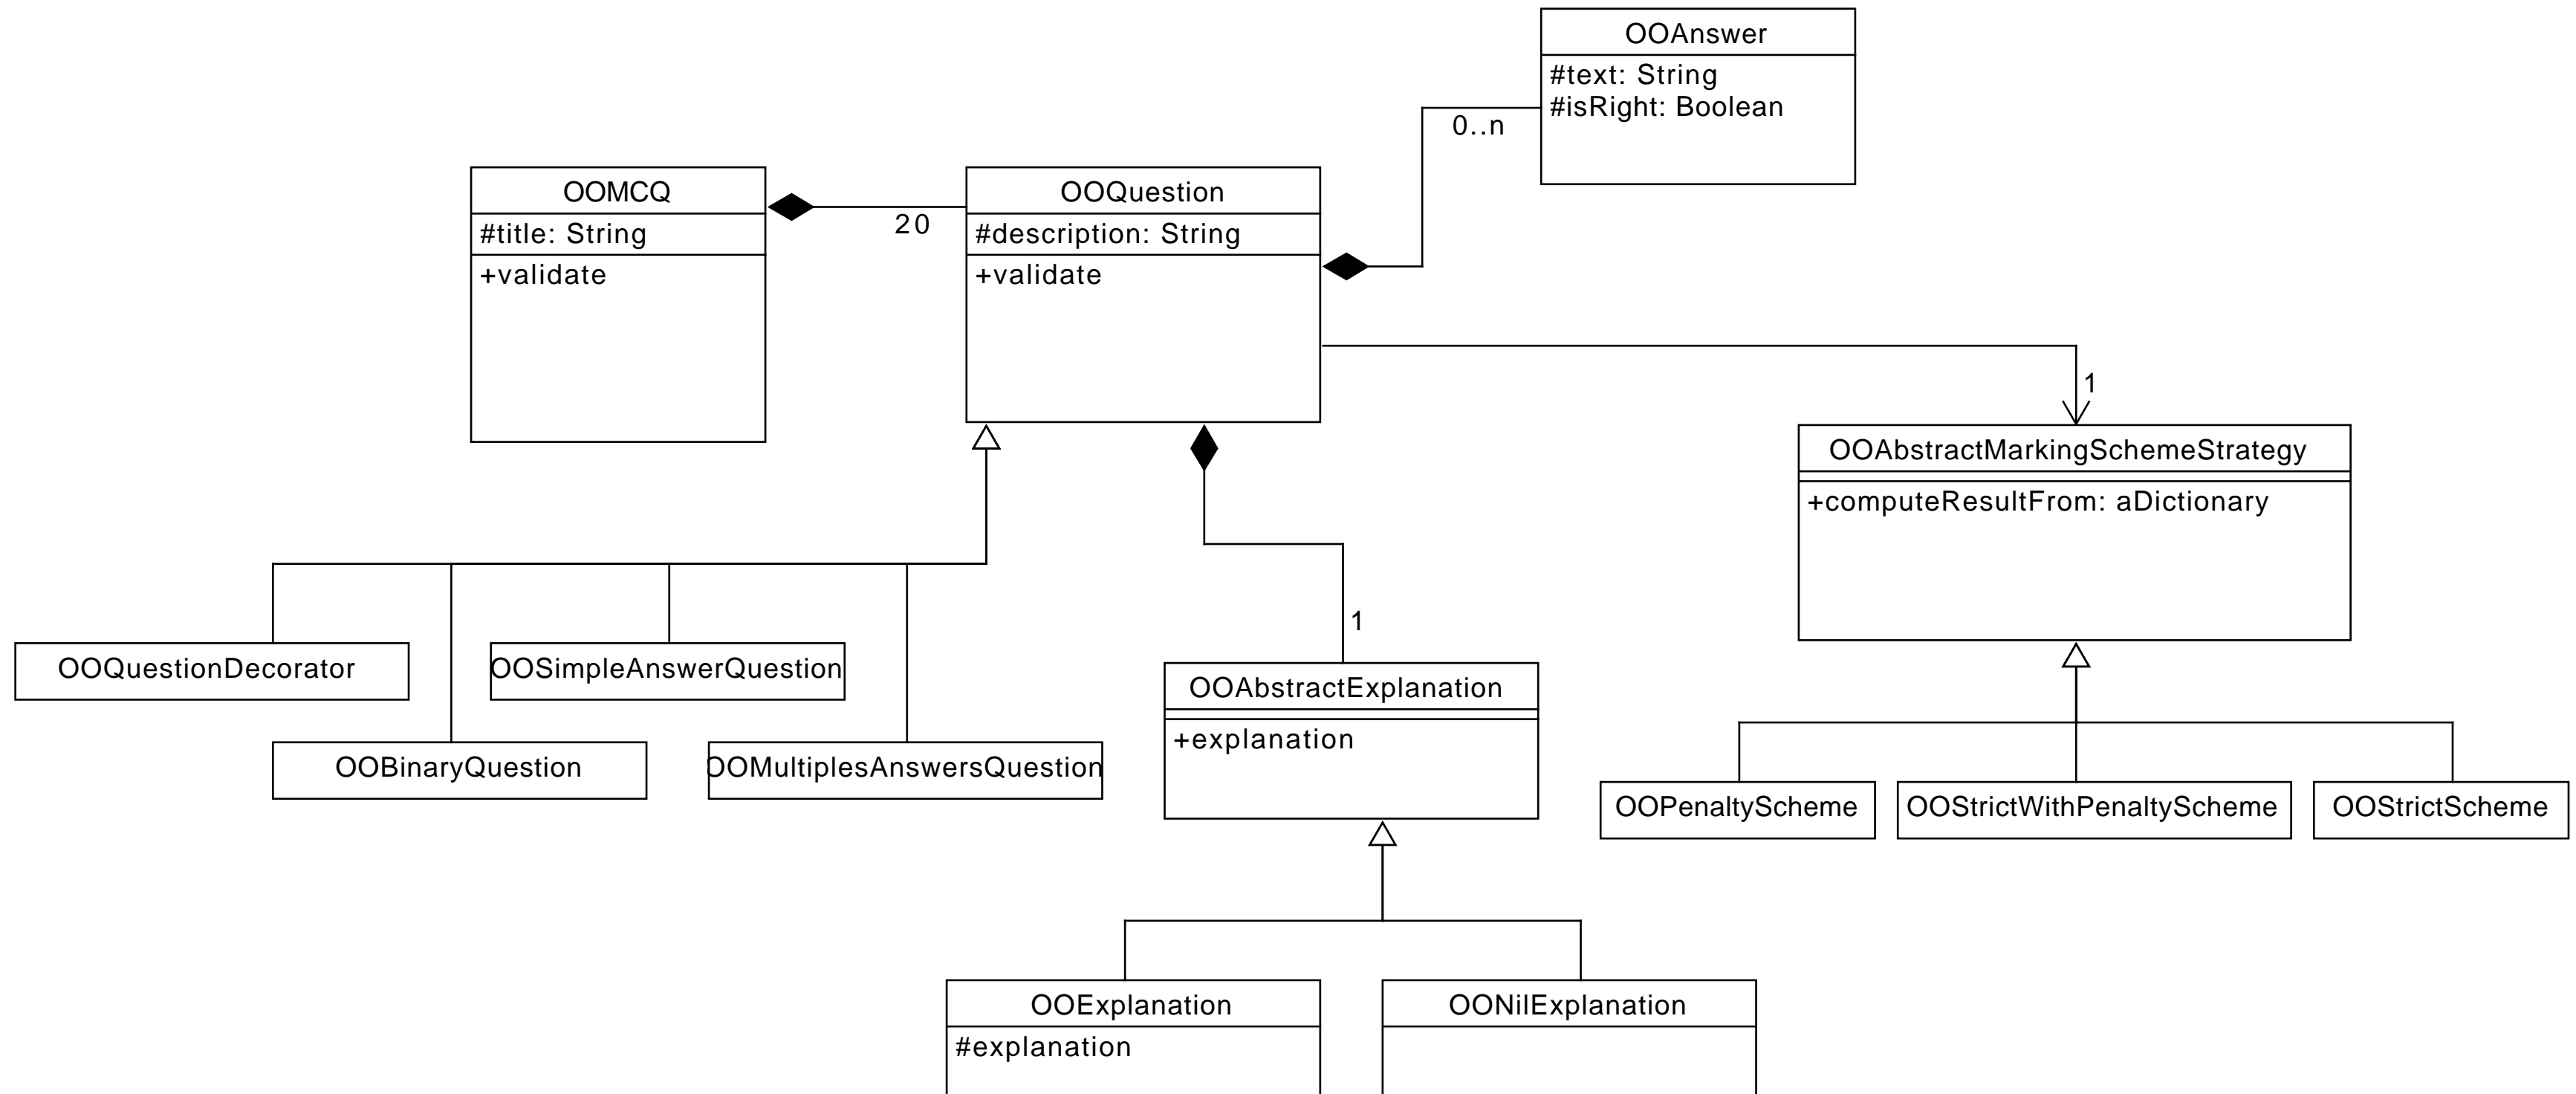 OOAnswer
#text: String
#isRight: Boolean
0..n
OOMCQ
#title: String
+validate
20
OOQuestion
#description: String
+validate
1
OOAbstractMarkingSchemeStrategy
+computeResultFrom: aDictionary
1
OOQuestionDecorator
OOSimpleAnswerQuestion
OOBinaryQuestion
OOMultiplesAnswersQuestion
OOAbstractExplanation
+explanation
OOPenaltyScheme
OOStrictWithPenaltyScheme
OOStrictScheme
OOExplanation
#explanation
OONilExplanation